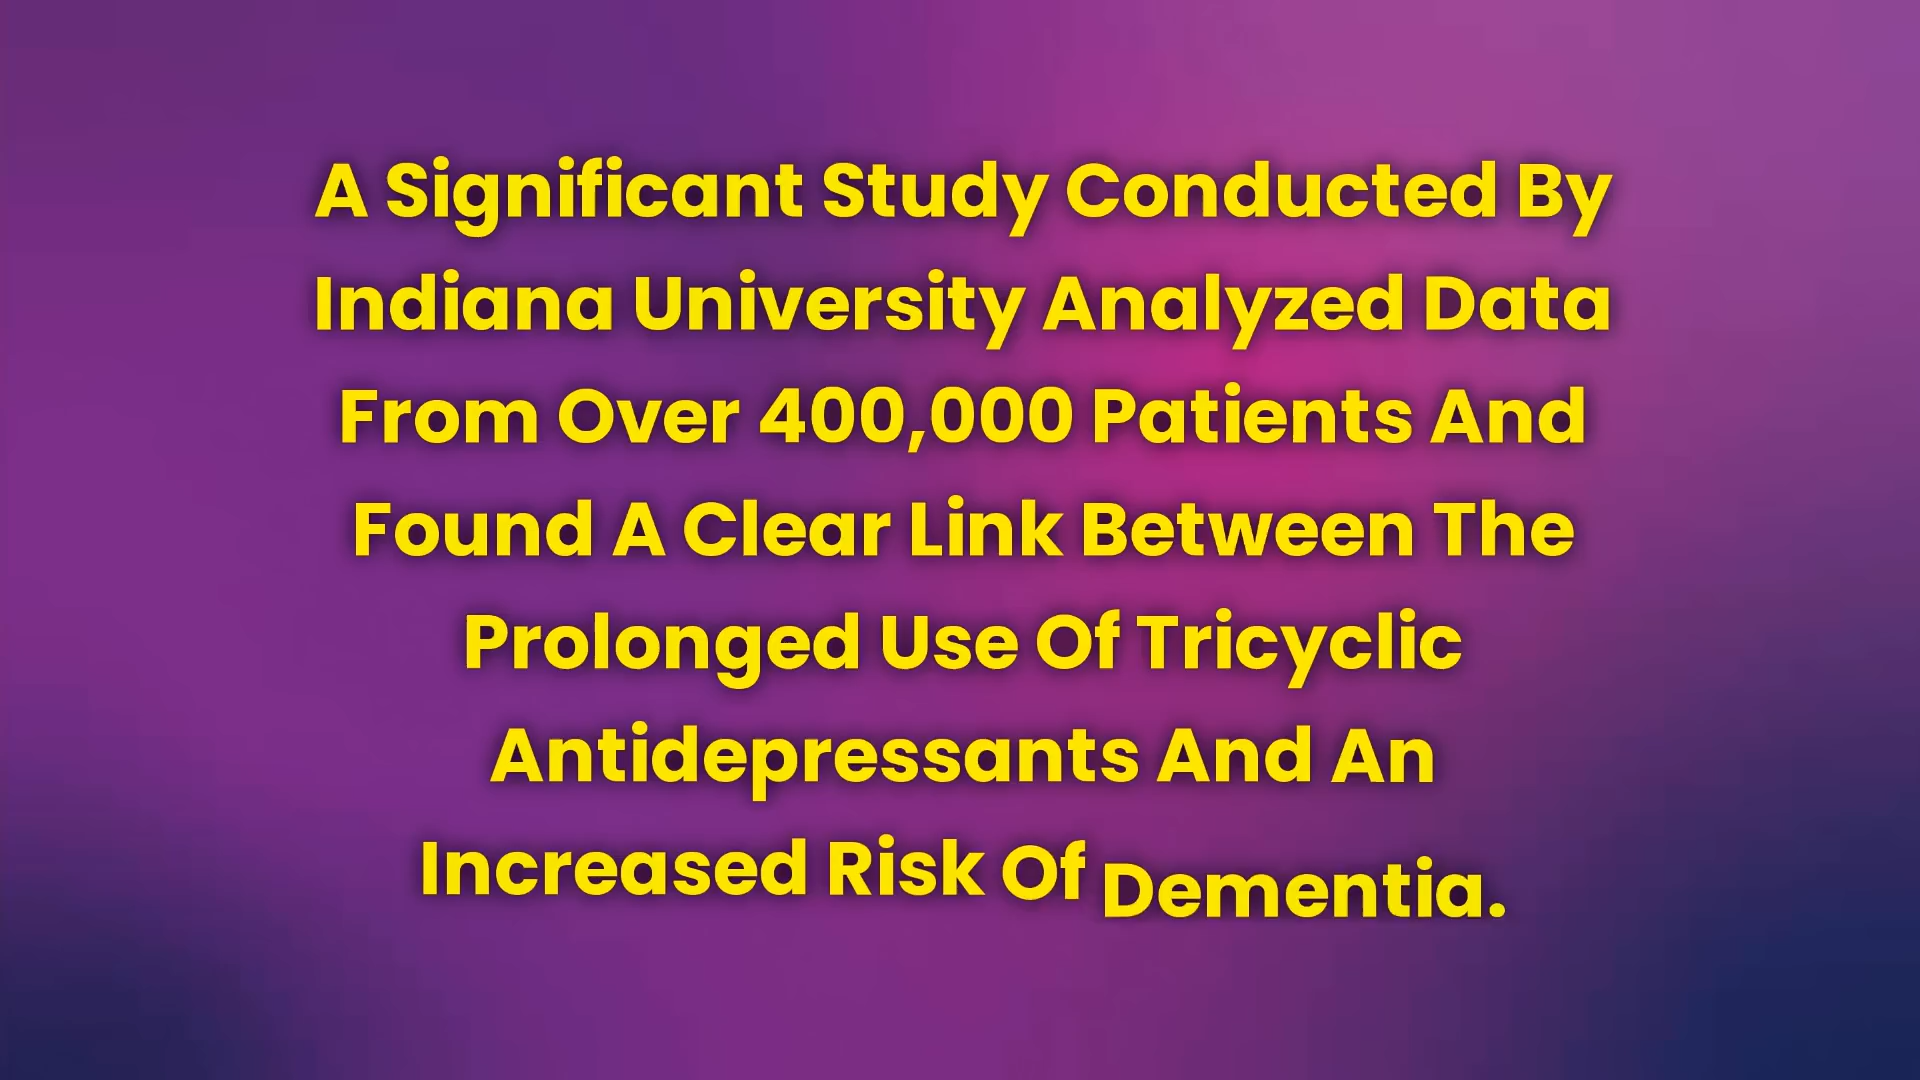 A Significant Study Conducted By
Indiana University Analyzed Data
From Over 400,000 Patients And
Found A Clear Link Between The
Prolonged Use Of Tricyclic
Antidepressants And An
Increased Risk Of Dementia.